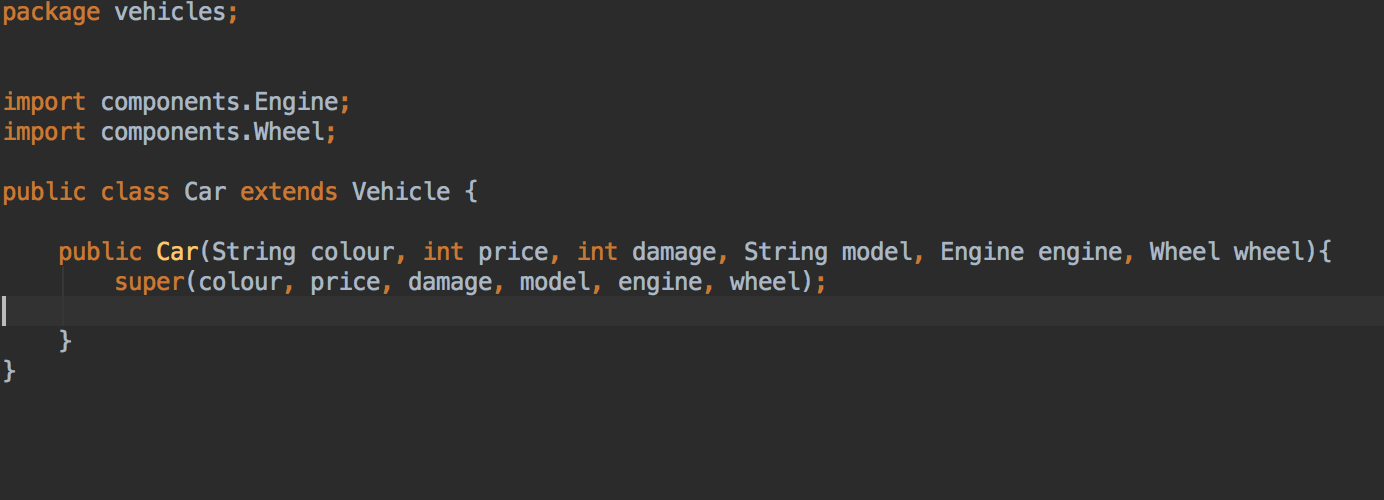 package vehicles;
import components.Engine;
import components.Wheel;
public class Car extends Vehicle {
    public Car(String colour, int price, int damage, String model, Engine engine, Wheel wheel){
        super(colour, price, damage, model, engine, wheel);
    }
}